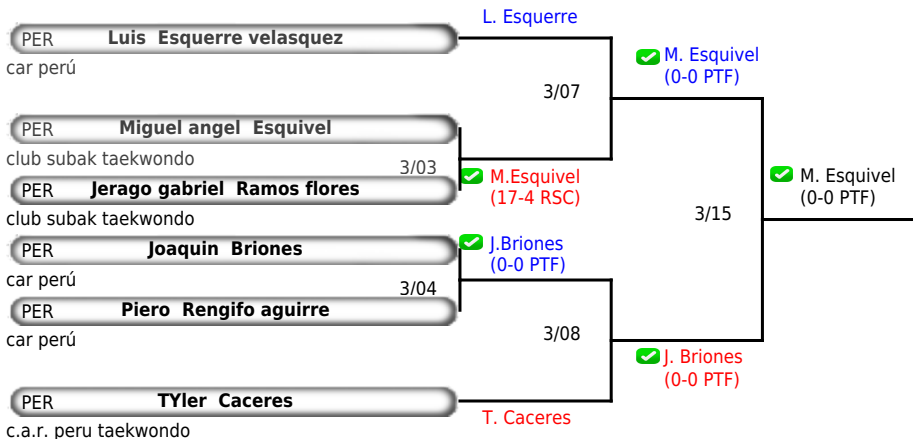 L. Esquerre
PER Luis Esquerre velasquez
car perú
M. Esquivel
(0-0 PTF)
3/07
PER Miguel angel Esquivel
club subak taekwondo
3/03
M.Esquivel
(17-4 RSC)
PER Jerago gabriel Ramos flores
club subak taekwondo
M. Esquivel
(0-0 PTF)
3/15
PER Joaquin Briones
car perú
J.Briones
(0-0 PTF)
3/04
PER Piero Rengifo aguirre
car perú
3/08
J. Briones
(0-0 PTF)
PER TYler Caceres
c.a.r. peru taekwondo
T. Caceres